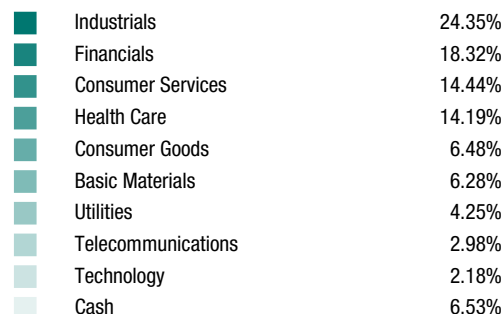 Industrials 24.35%
Financials 18.32%
Consumer Services 14.44%
Health Care 14.19%
Consumer Goods 6.48%
Basic Materials 6.28%
Utilities 4.25%
Telecommunications 2.98%
Technology 2.18%
Cash 6.53%